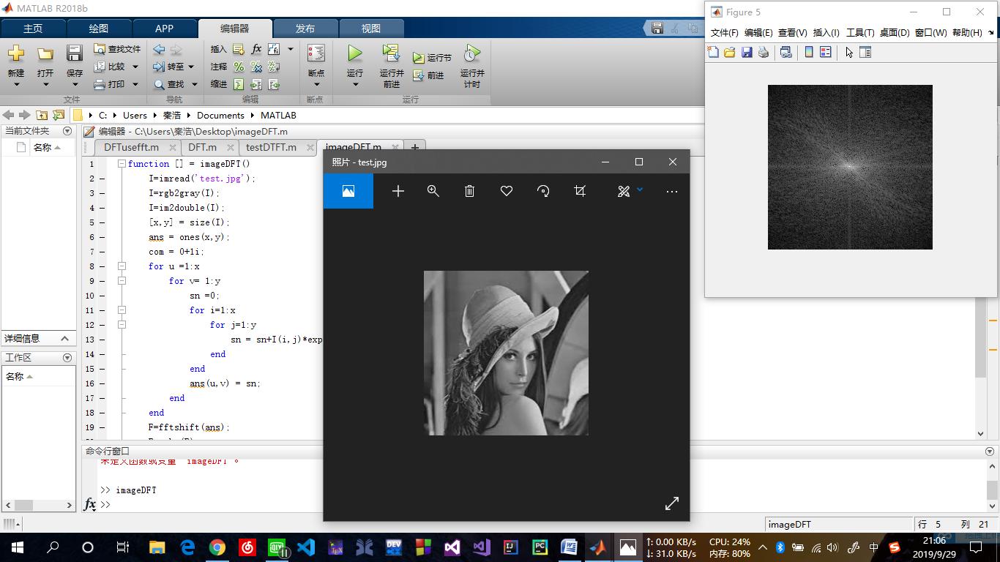 MATLAB R2018b
主页 绘图 APP 编辑器 发布 视图
新建 打开 保存 查找文件 比较 打印
转至 查找
插入 注释 缩进
断点
运行 运行并前进 运行节 前进 运行并计时
文件 导航 编辑 断点 运行
C: Users 秦浩 Documents MATLAB
当前文件夹
名称
详细信息
工作区
名称
编辑器 - C:\Users\秦浩\Desktop\imageDFT.m
DFTusefft.m DFT.m testDTFT.m imageDFT.m
1 function [] = imageDFT()
2 I=imread('test.jpg');
3 I=rgb2gray(I);
4 I=im2double(I);
5 [x,y] = size(I);
6 ans = ones(x,y);
7 com = 0+1i;
8 for u =1:x
9 for v= 1:y
10 sn =0;
11 for i=1:x
12 for j=1:y
13 sn = sn+I(i,j)*exp
14 end
15 end
16 ans(u,v) = sn;
17 end
18 end
19 F=fftshift(ans);
命令行窗口
未定义函数或变量 'imageDFT'。
>> imageDFT
fx >>
照片 - test.jpg
Figure 5
文件(F) 编辑(E) 查看(V) 插入(I) 工具(T) 桌面(D) 窗口(W) 帮助(H)
imageDFT 行 5 列 21
↑: 0.00 KB/s
↓: 31.0 KB/s
CPU: 24%
内存: 80%
中
21:06
2019/9/29